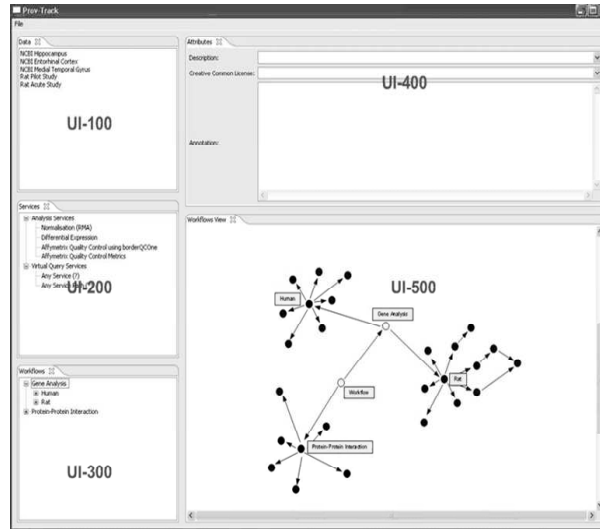 Prov-Track
File
Data
NCBI Hippocampus
NCBI Entorhinal Cortex
NCBI Medial Temporal Gyrus
Rat Pilot Study
Rat Acute Study
UI-100
Attributes
Description:
Creative Common License:
UI-400
Annotation:
Services
Analysis Services
Normalisation (RMA)
Differential Expression
Affymetrix Quality Control using borderQCOne
Affymetrix Quality Control Metrics
Virtual Query Services
Any Service (?)
Any Service
UI-200
Workflows
Gene Analysis
Human
Rat
Protein-Protein Interaction
UI-300
Workflows View
UI-500
Human
Gene Analysis
Rat
Workflow
Protein-Protein Interaction